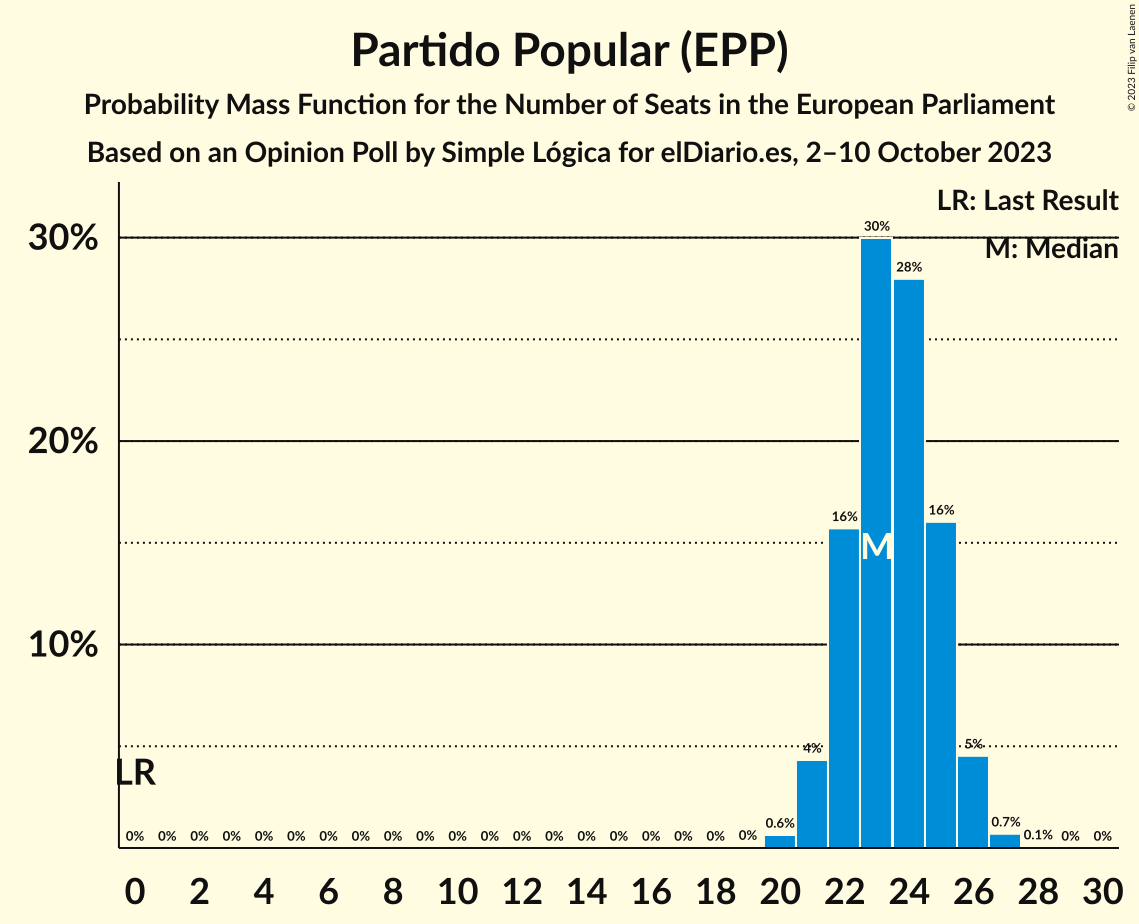 Partido Popular (EPP)
Probability Mass Function for the Number of Seats in the European Parliament
Based on an Opinion Poll by Simple Lógica for elDiario.es, 2–10 October 2023
© 2023 Filip van Laenen
LR: Last Result
M: Median
30%
20%
10%
LR
M
0% 0% 0% 0% 0% 0% 0% 0% 0% 0% 0% 0% 0% 0% 0% 0% 0% 0% 0% 0% 0.6% 4% 16% 30% 28% 16% 5% 0.7% 0.1% 0% 0%
0 2 4 6 8 10 12 14 16 18 20 22 24 26 28 30